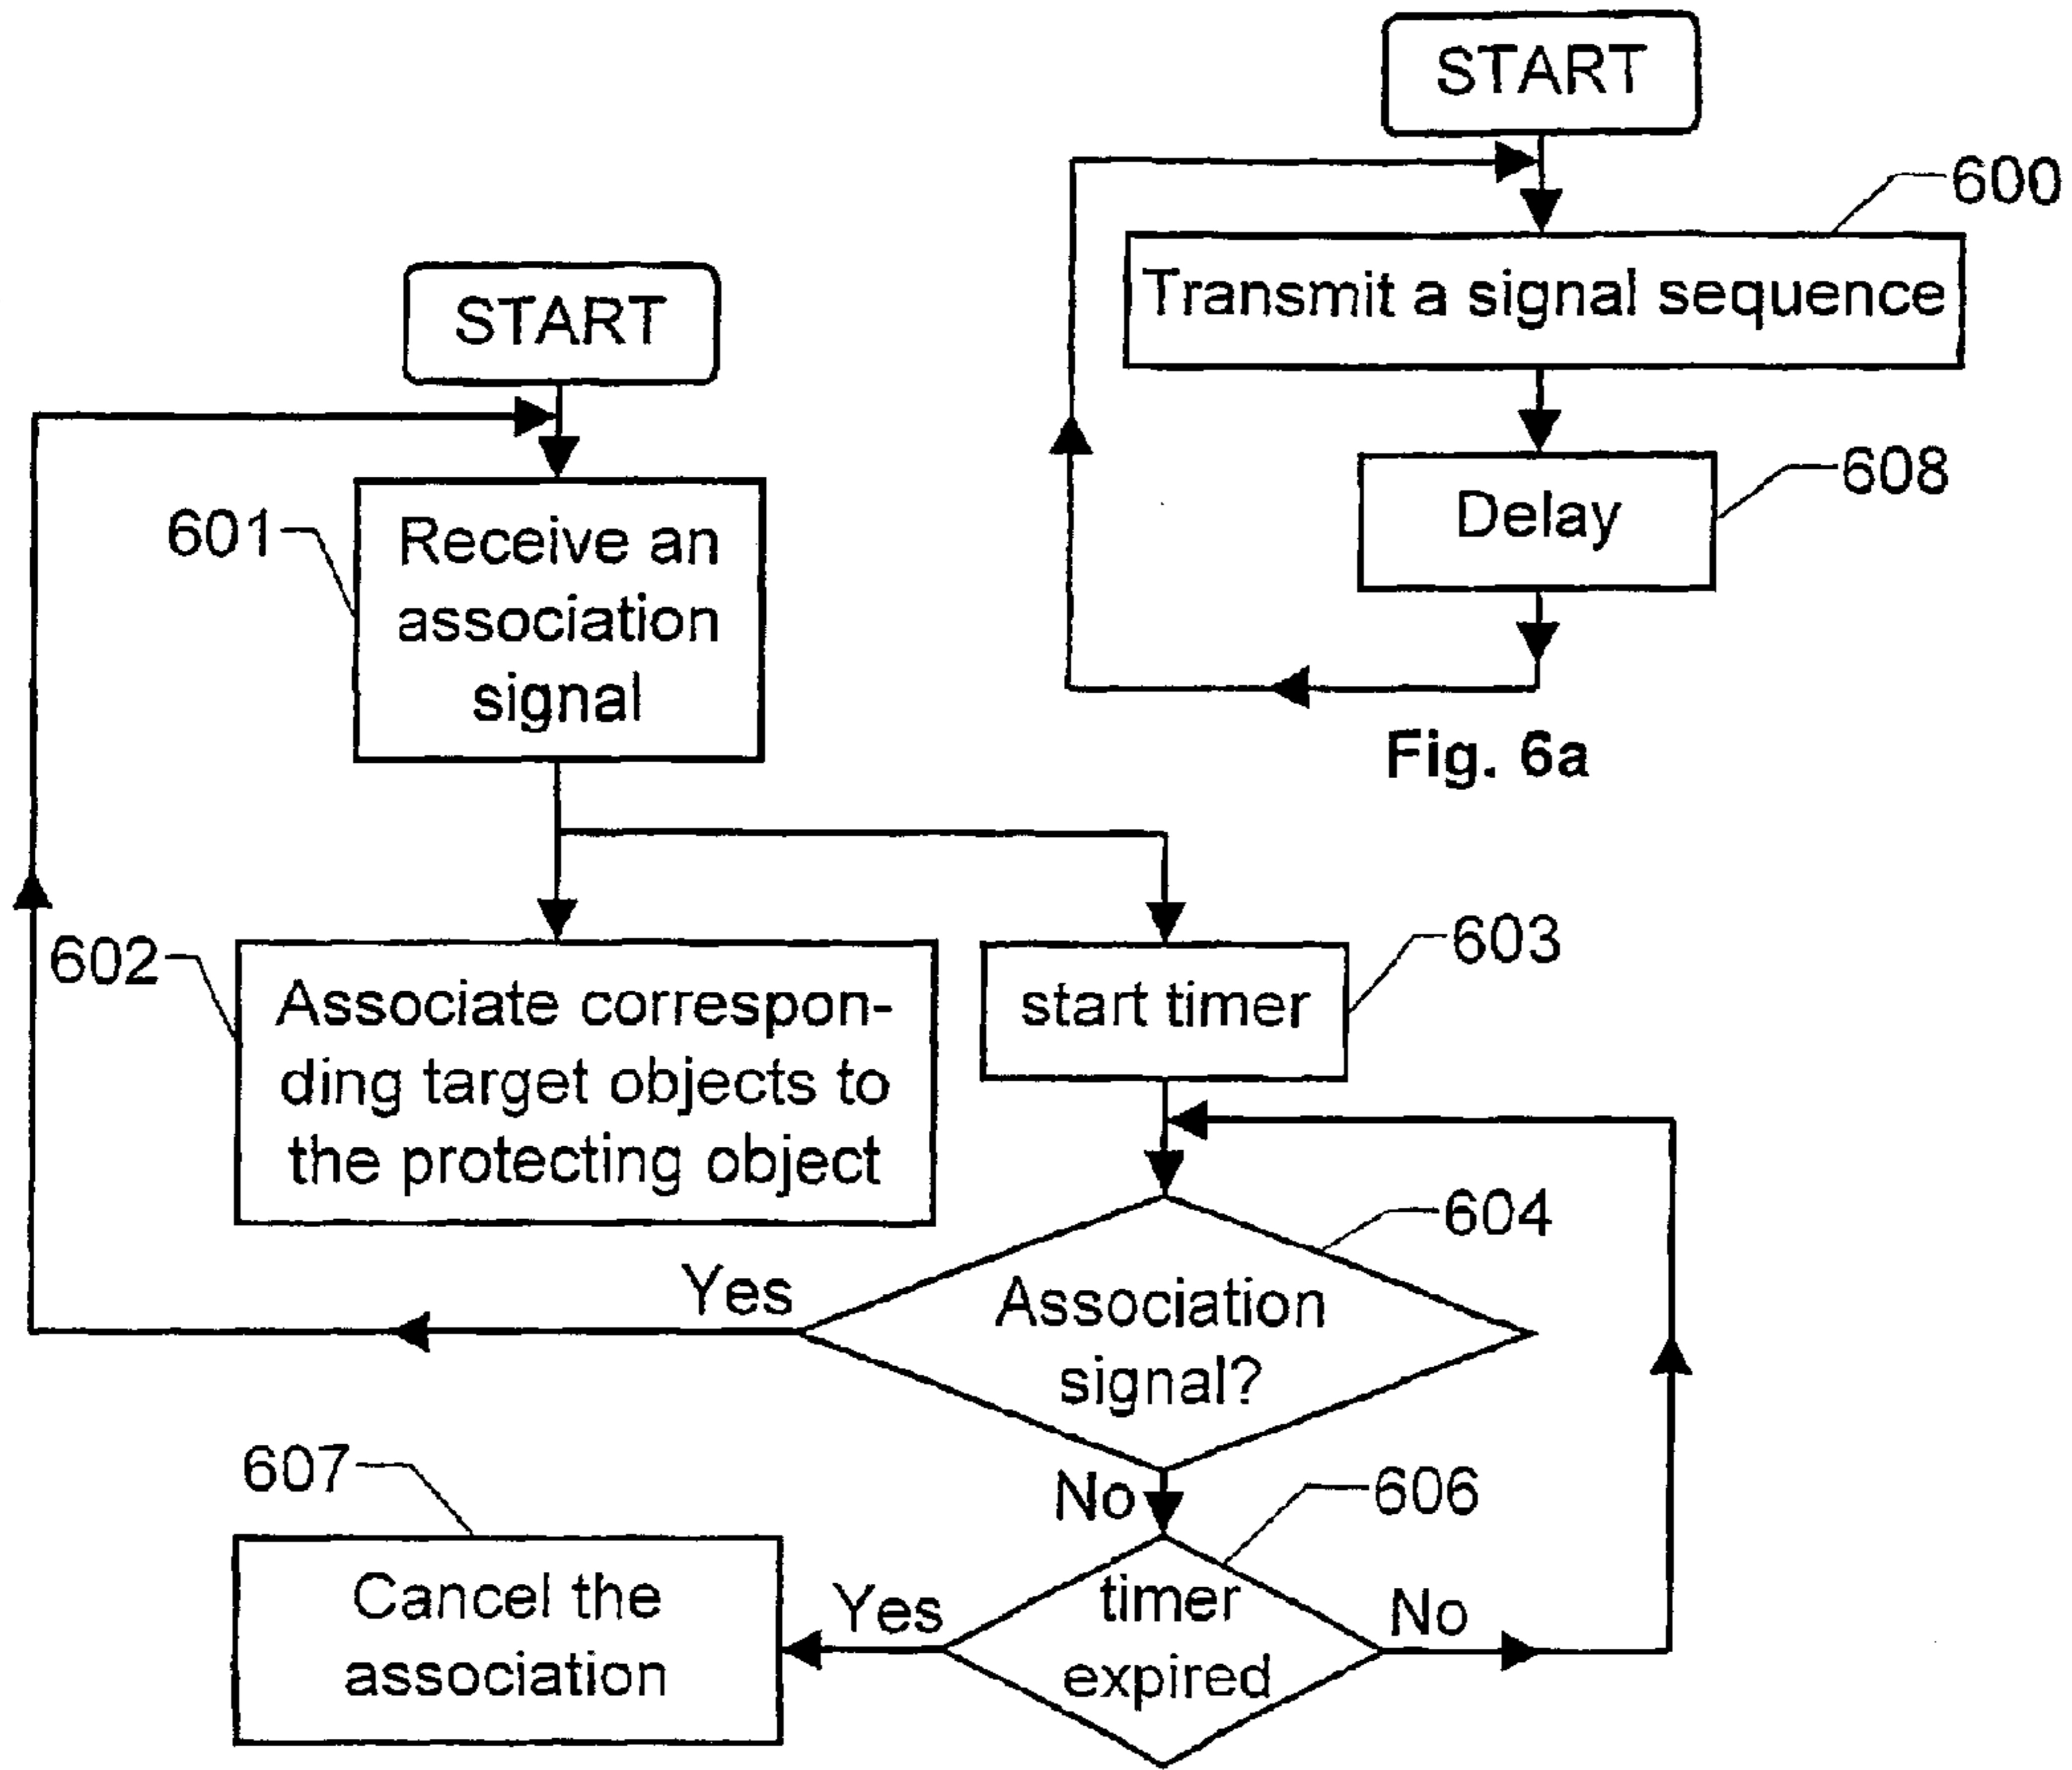 START
600
Transmit a signal sequence
608
Delay
Fig. 6a
START
601
Receive an
association
signal
602
Associate correspon-
ding target objects to
the protecting object
603
start timer
604
Association
signal?
Yes
No
606
timer
expired
Yes
No
607
Cancel the
association